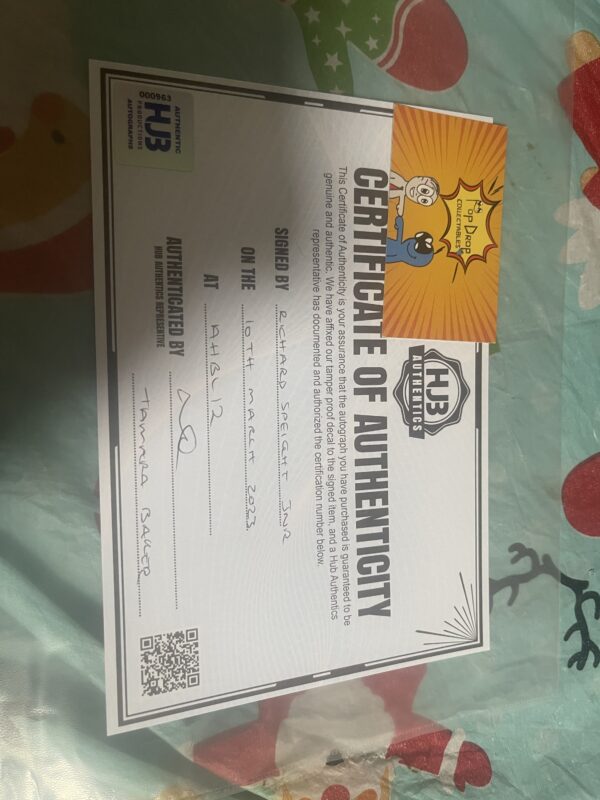 TOP DROP
COLLECTABLES
HUB
AUTHENTICS
CERTIFICATE OF AUTHENTICITY
This Certificate of Authenticity is your assurance that the autograph you have purchased is guaranteed to be
genuine and authentic. We have affixed our tamper proof decal to the signed item, and a Hub Authentics
representative has documented and authorized the certification number below.
SIGNED BY RICHARD SPEIGHT JNR
ON THE 10TH MARCH 2023
AT AHBL12
AUTHENTICATED BY
HUB AUTHENTICS REPRESENTATIVE
TAMARA BAKER
AUTHENTIC
HUB
PRODUCTIONS
AUTOGRAPHS
000963